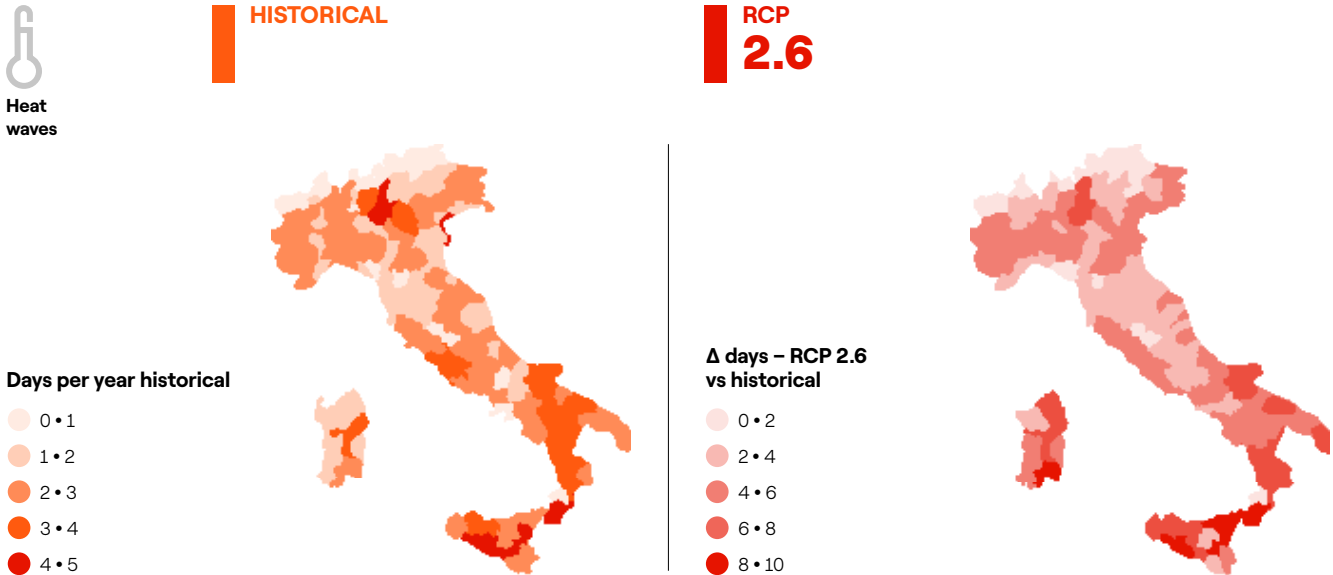 HISTORICAL
RCP
2.6
Heat
waves
Days per year historical
0 • 1
1 • 2
2 • 3
3 • 4
4 • 5
Δ days – RCP 2.6
vs historical
0 • 2
2 • 4
4 • 6
6 • 8
8 • 10